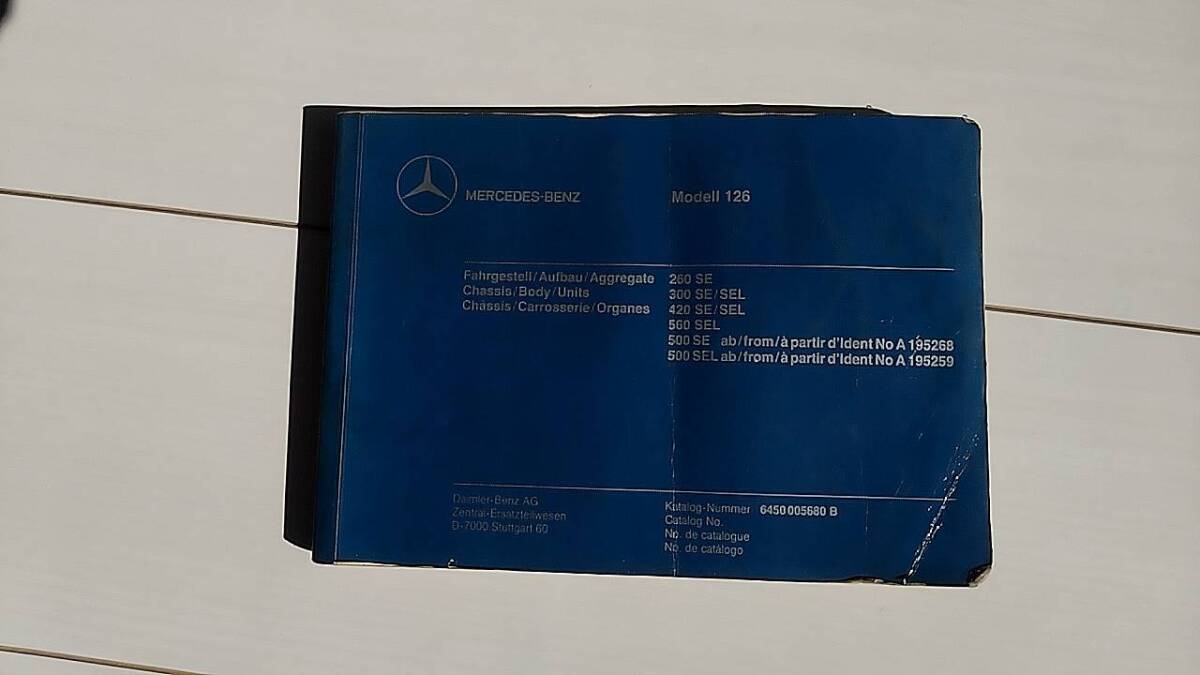 MERCEDES-BENZ
Modell 126
Fahrgestell/Aufbau/Aggregate
Chassis/Body/Units
Châssis/Carrosserie/Organes
260 SE
300 SE/SEL
420 SE/SEL
560 SEL
500 SE ab/from/à partir d'Ident No A 195268
500 SEL ab/from/à partir d'Ident No A 195259
Daimler-Benz AG
Zentral-Ersatzteilwesen
D-7000 Stuttgart 60
Katalog-Nummer 6450 005680 B
Catalog No.
No. de catalogue
No. de catálogo